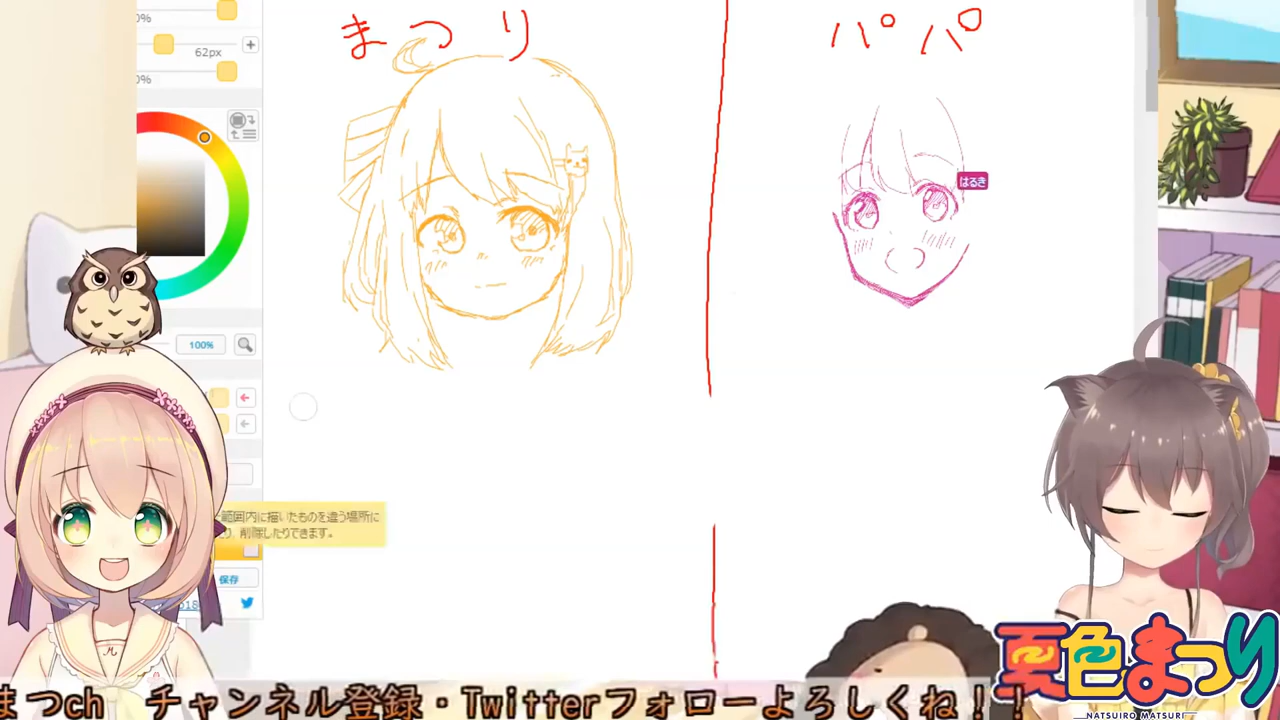 まつり
パパ
0%
62px
0%
はるき
100%
範囲内に描いたものを違う場所に
り、削除したりできます。
保存
夏色まつり
NATSUIRO MATSURI
まつch チャンネル登録・Twitterフォローよろしくね！！